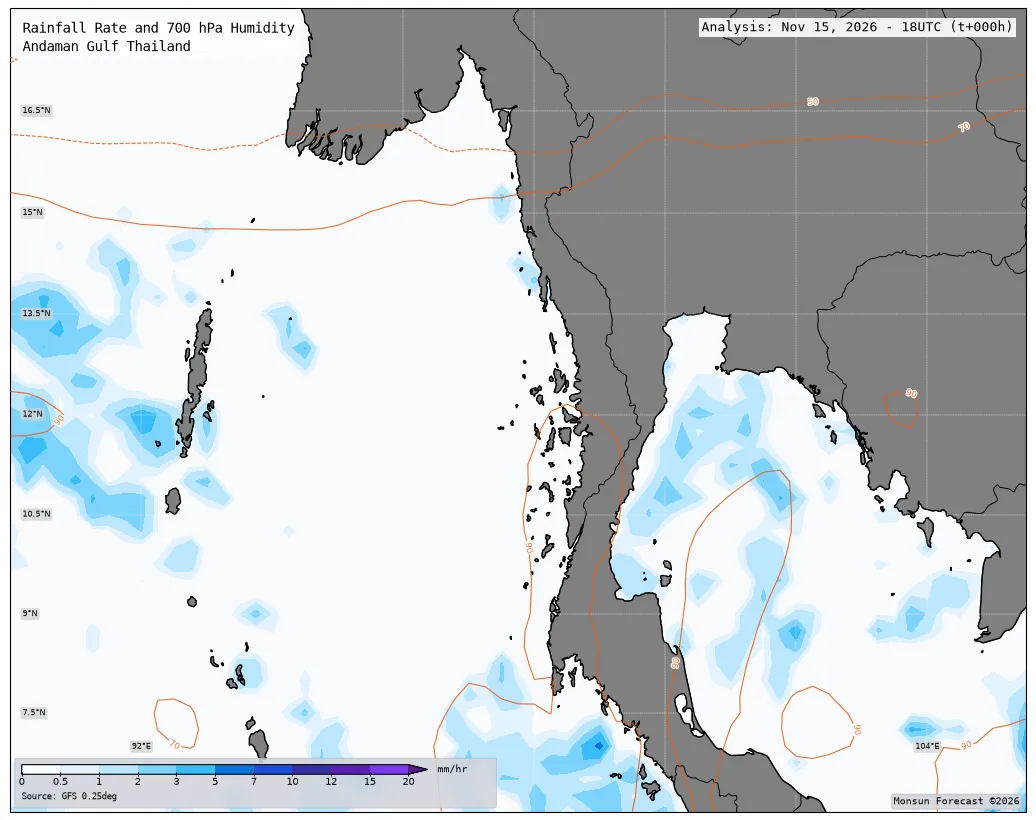 Rainfall Rate and 700 hPa Humidity
Andaman Gulf Thailand
Analysis: Nov 15, 2026 - 18UTC (t+000h)
50
70
16.5°N
15°N
13.5°N
90
12°N
90
10.5°N
90
9°N
90
7.5°N
70
90
90
92°E
104°E
mm/hr
0 0.5 1 2 3 5 7 10 12 15 20
Source: GFS 0.25deg
Monsun Forecast ©2026